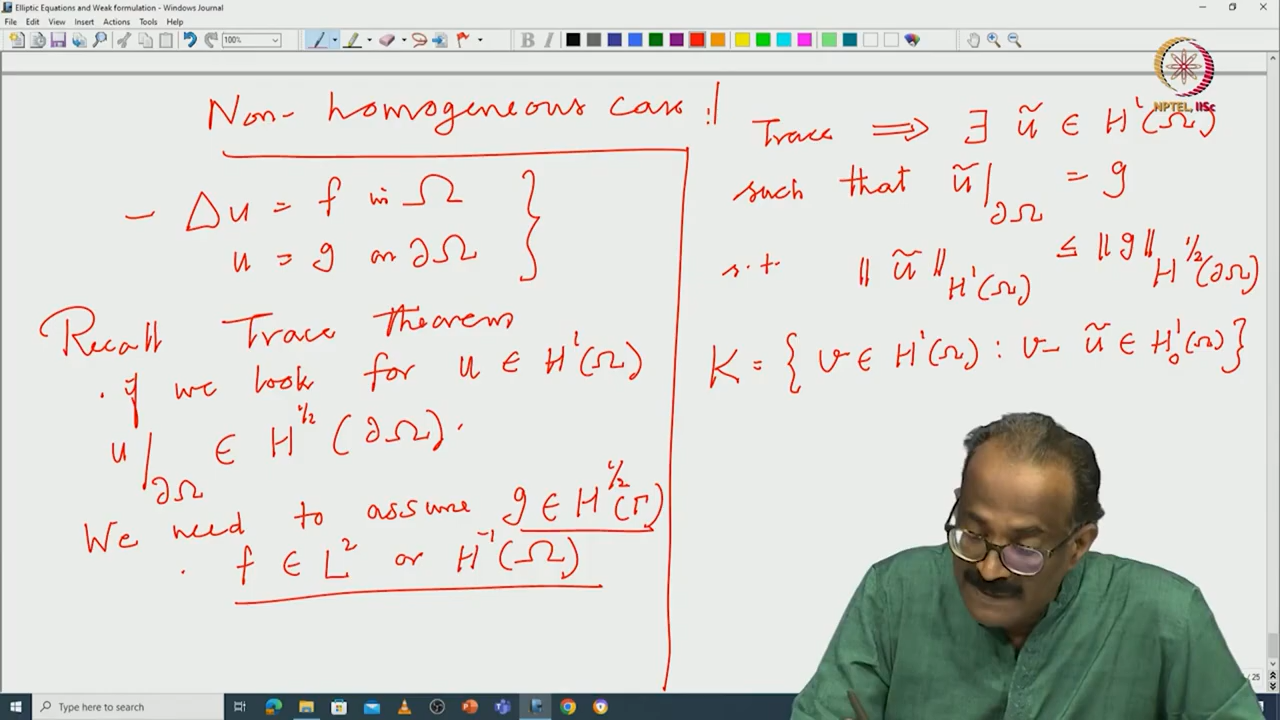 Elliptic Equations and Weak formulation - Windows Journal
File Edit View Insert Actions Tools Help
100%
B I
NPTEL, IISc
Non-homogeneous case :!
- Δu = f in Ω
u = g on ∂Ω }
Recall Trace theorem
. if we look for u ∈ H¹(Ω)
u|∂Ω ∈ H^{1/2}(∂Ω).
We need to assume g ∈ H^{1/2}(Γ)
. f ∈ L² or H⁻¹(Ω)
Trace ⟹ ∃ ũ ∈ H¹(Ω)
such that ũ|∂Ω = g
s.t. ‖ũ‖_{H¹(Ω)} ≤ ‖g‖_{H^{1/2}(∂Ω)}
K = { v ∈ H¹(Ω) : v - ũ ∈ H¹₀(Ω) }
/ 25
Type here to search